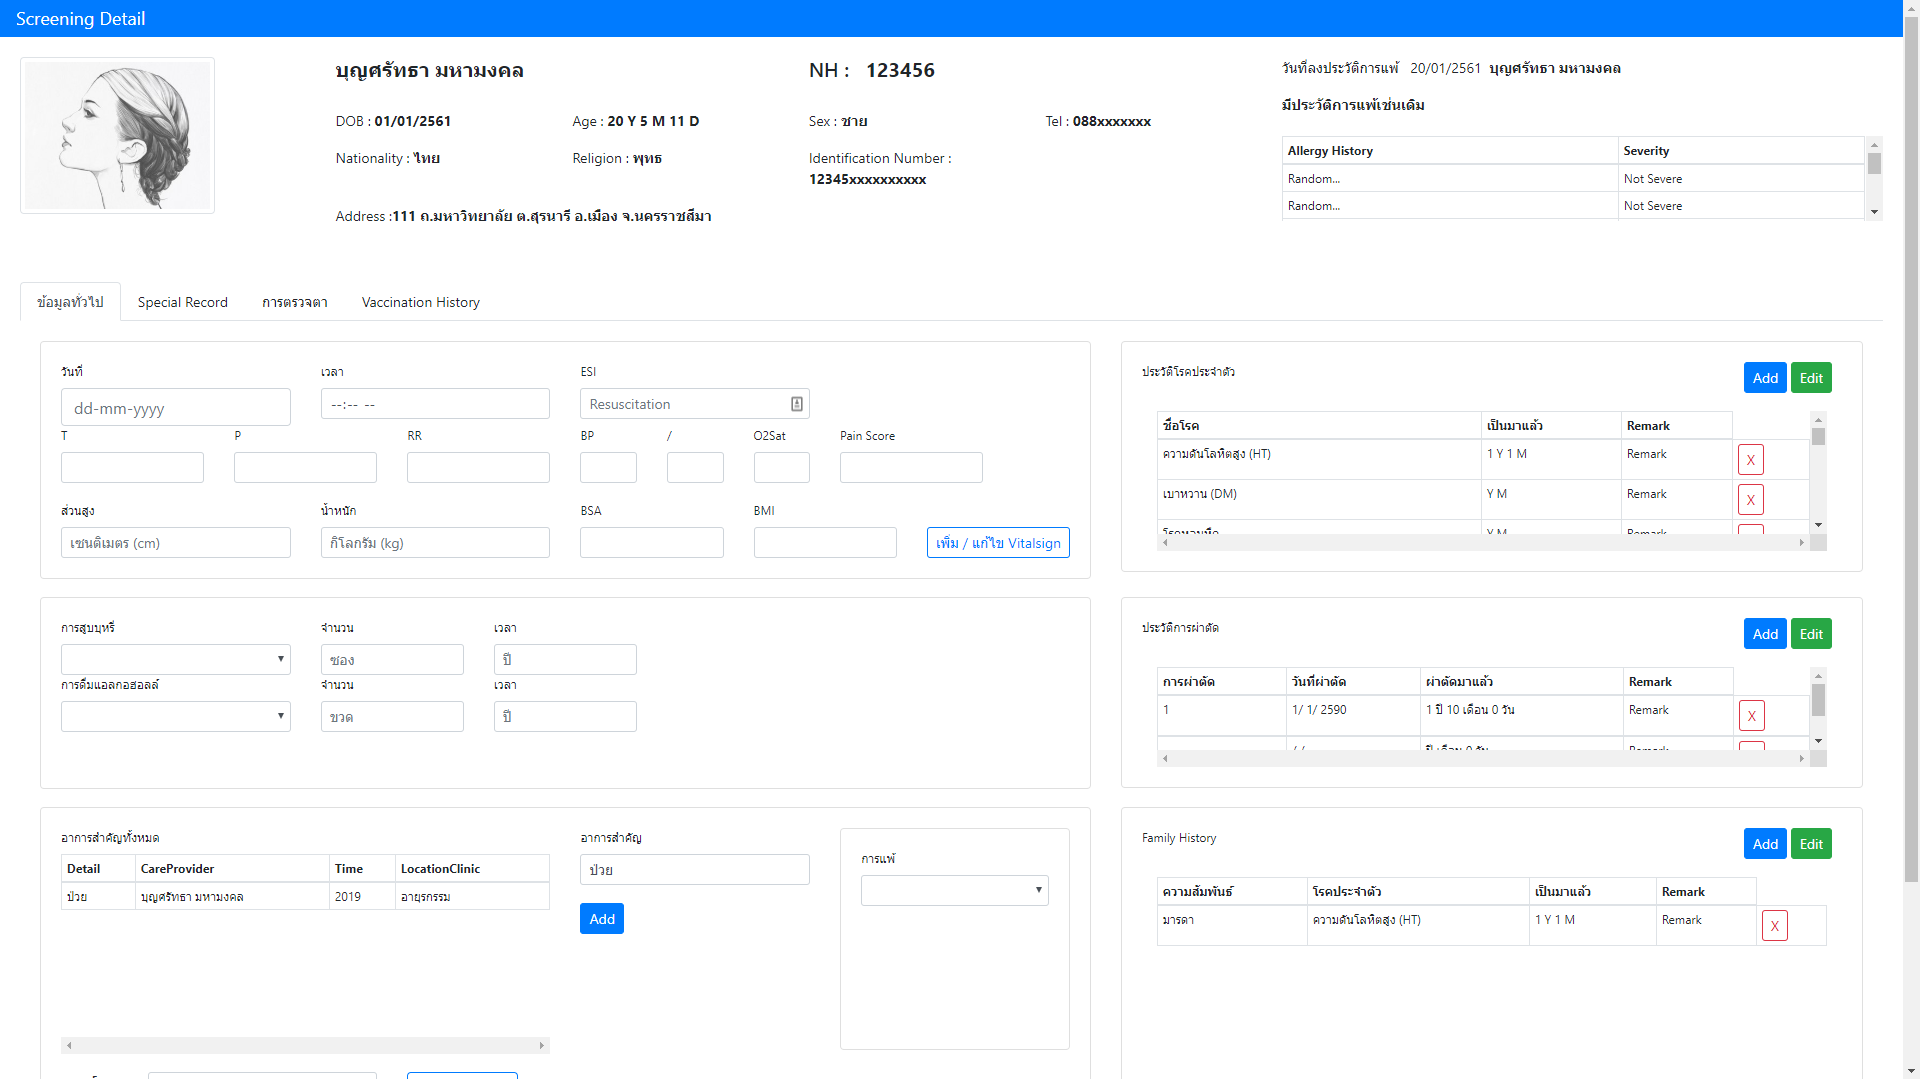 Screening Detail
บุญศรัทธา มหามงคล
NH : 123456
วันที่ลงประวัติการแพ้ 20/01/2561 บุญศรัทธา มหามงคล
มีประวัติการแพ้เช่นเดิม
DOB : 01/01/2561
Age : 20 Y 5 M 11 D
Sex : ชาย
Tel : 088xxxxxxx
Nationality : ไทย
Religion : พุทธ
Identification Number :
12345xxxxxxxxxx
Address :111 ถ.มหาวิทยาลัย ต.สุรนารี อ.เมือง จ.นครราชสีมา
Allergy History Severity
Random... Not Severe
Random... Not Severe
ข้อมูลทั่วไป Special Record การตรวจตา Vaccination History
วันที่ เวลา ESI
dd-mm-yyyy --:-- -- Resuscitation
T P RR BP / O2Sat Pain Score
ส่วนสูง น้ำหนัก BSA BMI
เซนติเมตร (cm) กิโลกรัม (kg) เพิ่ม / แก้ไข Vitalsign
ประวัติโรคประจำตัว Add Edit
ชื่อโรค เป็นมาแล้ว Remark
ความดันโลหิตสูง (HT) 1 Y 1 M Remark X
เบาหวาน (DM) Y M Remark X
Y M Remark
การสูบบุหรี่ จำนวน เวลา
ซอง ปี
การดื่มแอลกอฮอลล์ จำนวน เวลา
ขวด ปี
ประวัติการผ่าตัด Add Edit
การผ่าตัด วันที่ผ่าตัด ผ่าตัดมาแล้ว Remark
1 1/ 1/ 2590 1 ปี 10 เดือน 0 วัน Remark X
/ / ปี เดือน 0 วัน Remark
อาการสำคัญทั้งหมด
Detail CareProvider Time LocationClinic
ป่วย บุญศรัทธา มหามงคล 2019 อายุรกรรม
อาการสำคัญ
ป่วย
Add
การแพ้
Family History Add Edit
ความสัมพันธ์ โรคประจำตัว เป็นมาแล้ว Remark
มารดา ความดันโลหิตสูง (HT) 1 Y 1 M Remark X